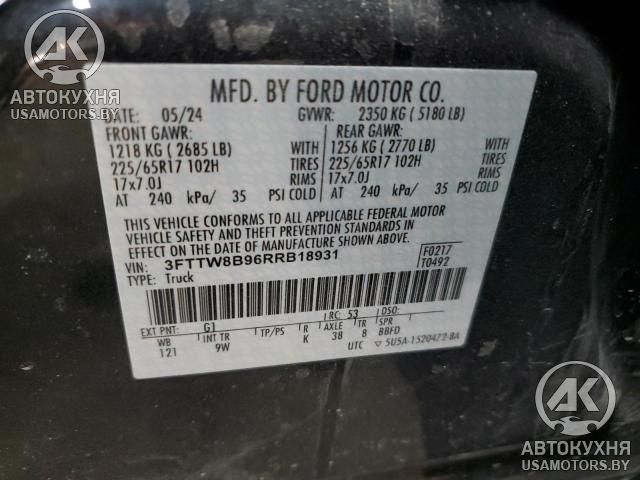 AK
АВТОКУХНЯ
USAMOTORS.BY
MFD. BY FORD MOTOR CO.
DATE: 05/24 GVWR: 2350 KG ( 5180 LB)
FRONT GAWR: REAR GAWR:
1218 KG ( 2685 LB) WITH 1256 KG ( 2770 LB) WITH
225/65R17 102H TIRES 225/65R17 102H TIRES
17x7.0J RIMS 17x7.0J RIMS
AT 240 kPa/ 35 PSI COLD AT 240 kPa/ 35 PSI COLD
THIS VEHICLE CONFORMS TO ALL APPLICABLE FEDERAL MOTOR
VEHICLE SAFETY AND THEFT PREVENTION STANDARDS IN
EFFECT ON THE DATE OF MANUFACTURE SHOWN ABOVE.
VIN: 3FTTW8B96RRB18931 F0217
TYPE: Truck T0492
EXT PNT: G1 RC: 53 DSO:
WB INT TR TP/PS R AXLE TR SPR
121 9W K 38 8 BBFD
UTC 5U5A-1520472-BA
AK
АВТОКУХНЯ
USAMOTORS.BY